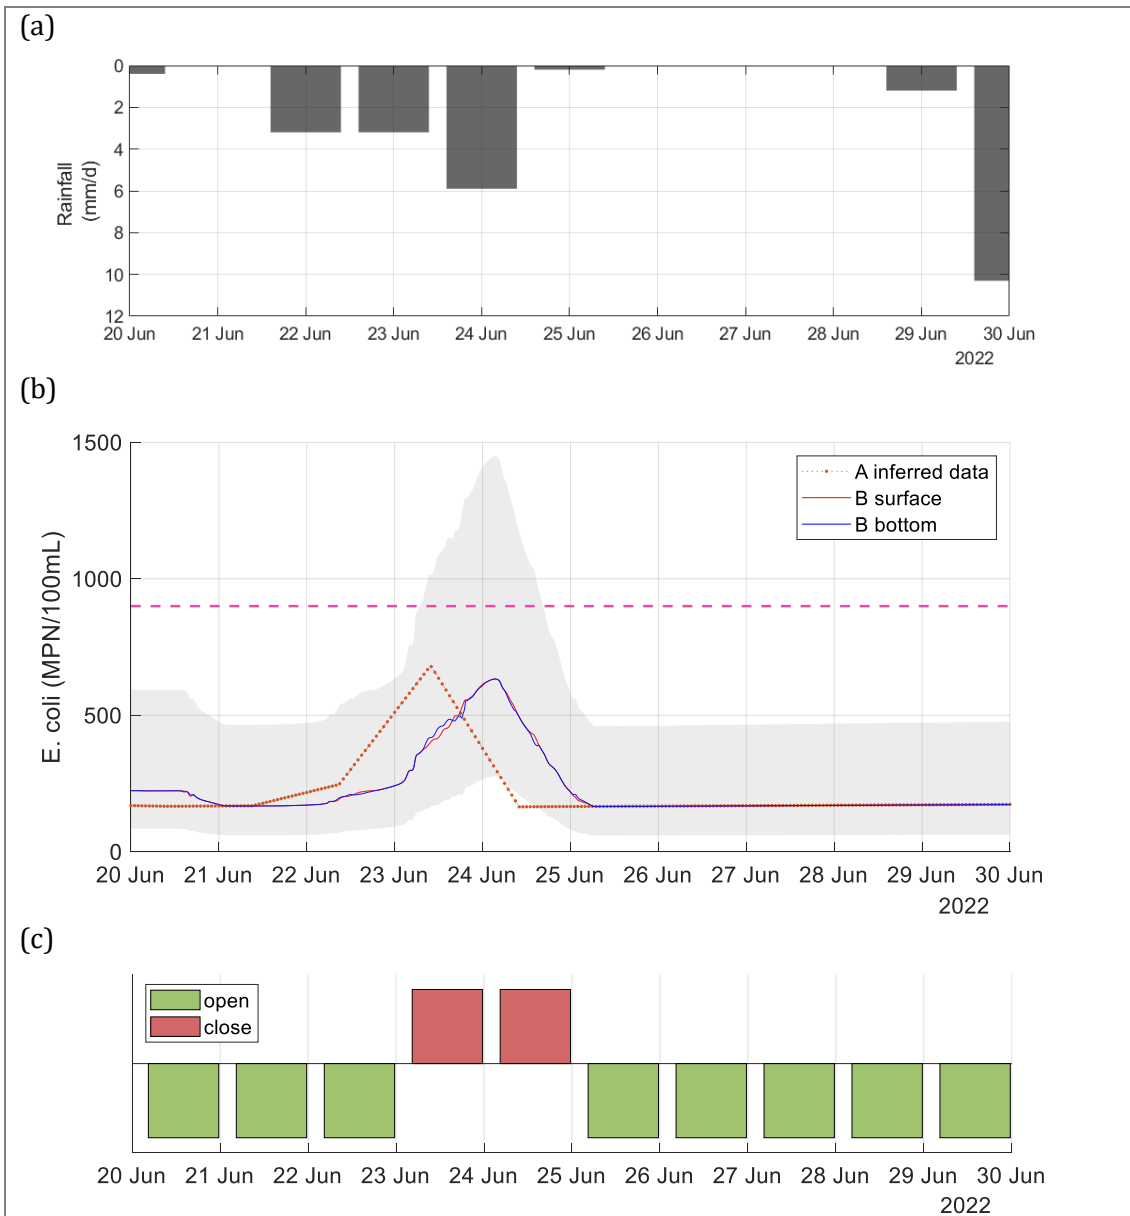 (a)
0
2
4
6
8
10
12
Rainfall
(mm/d)
20 Jun 21 Jun 22 Jun 23 Jun 24 Jun 25 Jun 26 Jun 27 Jun 28 Jun 29 Jun 30 Jun
2022
(b)
1500
1000
500
0
E. coli (MPN/100mL)
A inferred data
B surface
B bottom
20 Jun 21 Jun 22 Jun 23 Jun 24 Jun 25 Jun 26 Jun 27 Jun 28 Jun 29 Jun 30 Jun
2022
(c)
open
close
20 Jun 21 Jun 22 Jun 23 Jun 24 Jun 25 Jun 26 Jun 27 Jun 28 Jun 29 Jun 30 Jun
2022